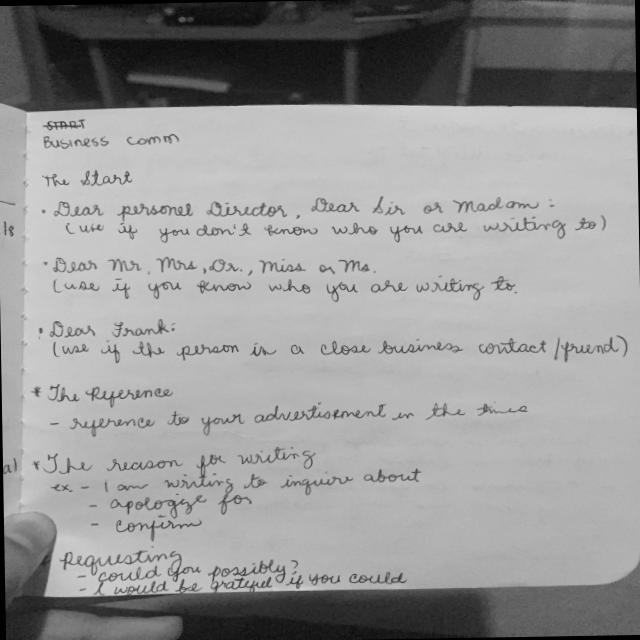 START
Business comm
The Start
• Dear personel Director, Dear Sir or Madam:
(use if you don't know who you are writing to)
• Dear Mr, Mrs, Dr., Miss or Ms.
(use if you know who you are writing to.
• Dear Frank:
(use if the person is a close business contact/friend)
* The Reference
- reference to your advertisement in the times
* The reason for writing
ex. - I am writing to inquire about
- apologize for
- confirm
Requesting
- could you possibly?
- I would be grateful if you could